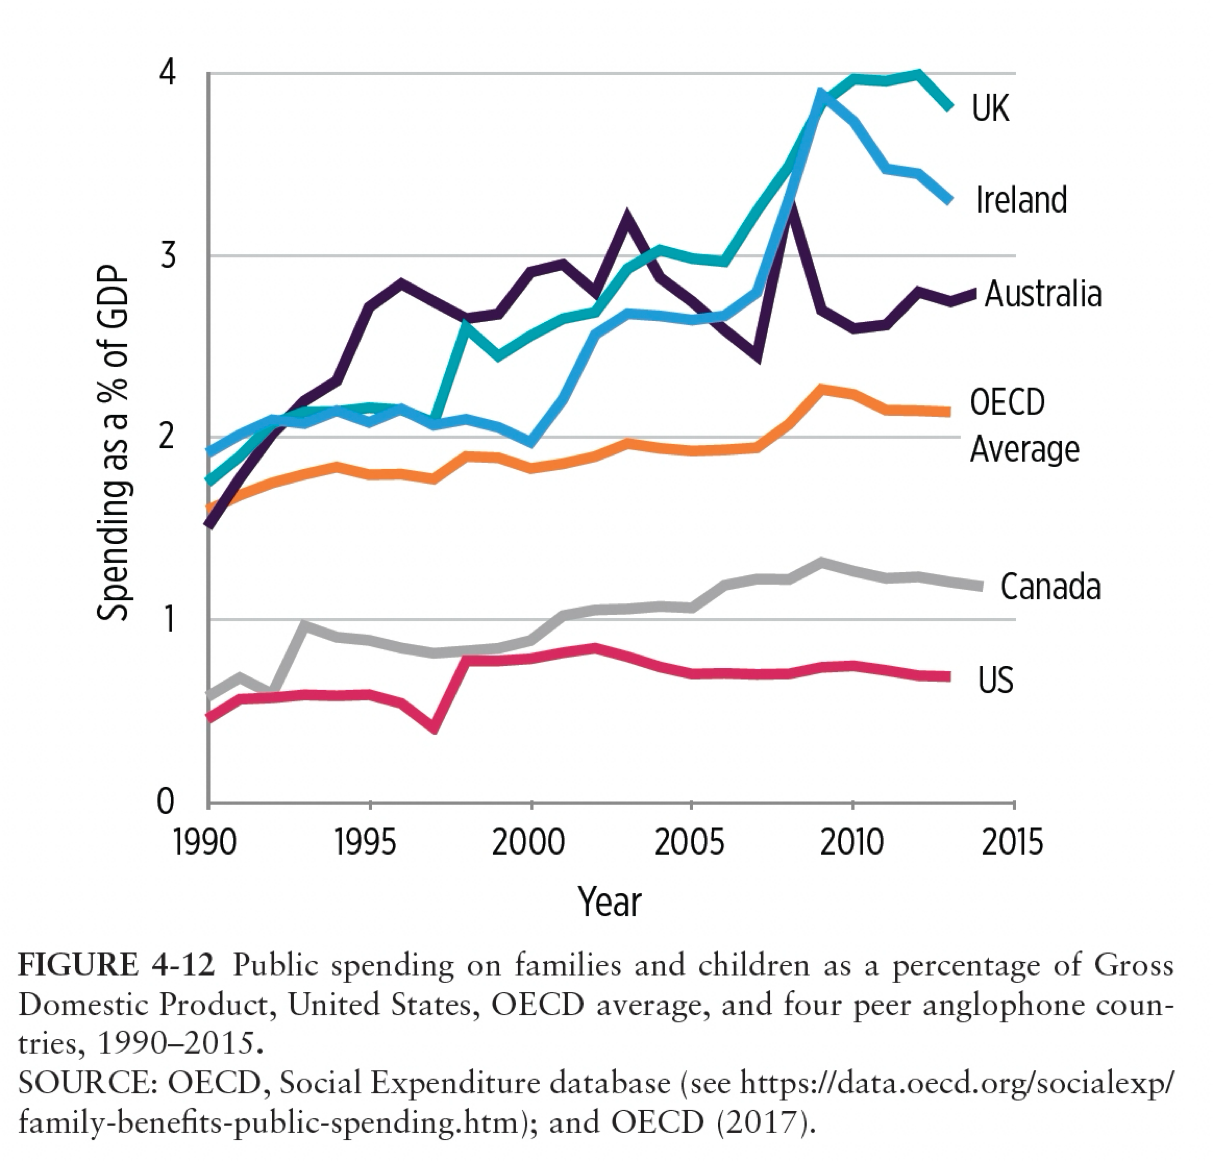 4
3
2
1
0
Spending as a % of GDP
UK
Ireland
Australia
OECD
Average
Canada
US
1990 1995 2000 2005 2010 2015
Year
FIGURE 4-12 Public spending on families and children as a percentage of Gross
Domestic Product, United States, OECD average, and four peer anglophone coun-
tries, 1990–2015.
SOURCE: OECD, Social Expenditure database (see https://data.oecd.org/socialexp/
family-benefits-public-spending.htm); and OECD (2017).